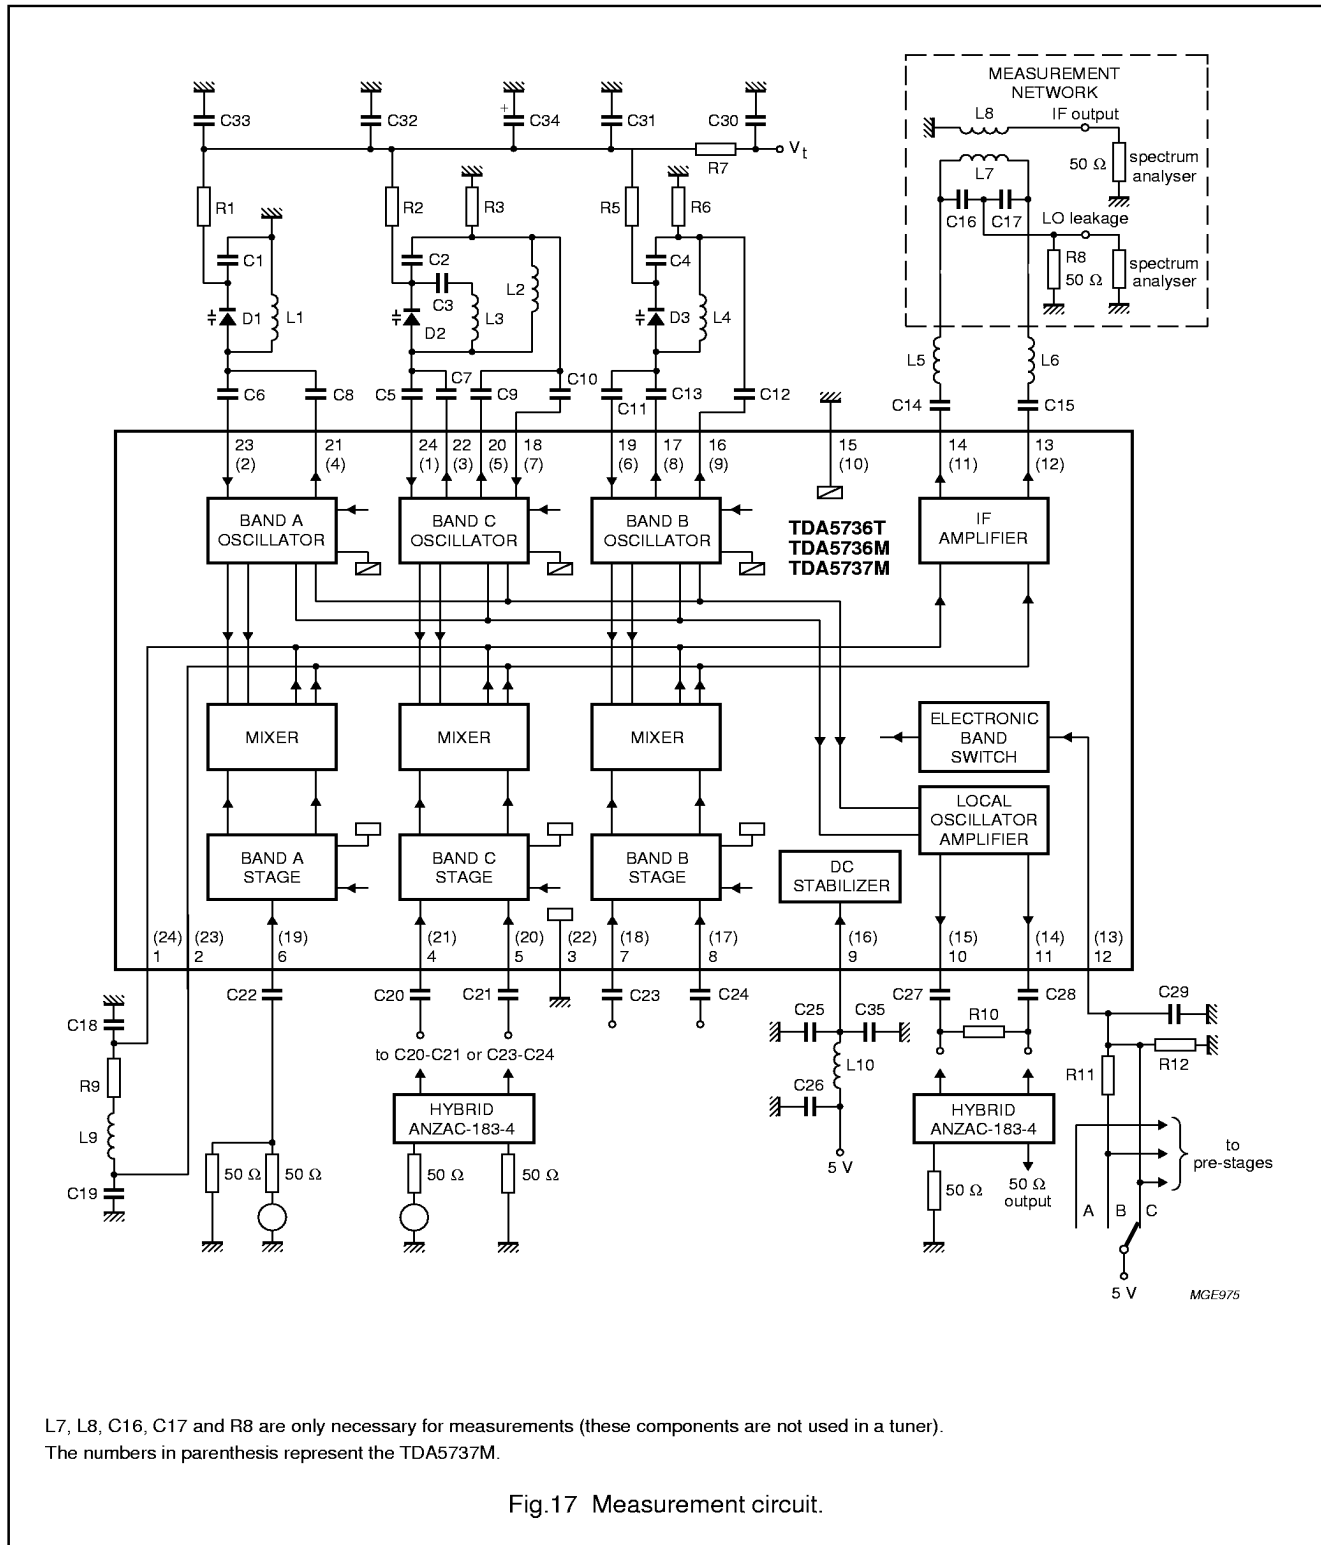 MEASUREMENT
NETWORK
L8
IF output
50 Ω
spectrum
analyser
L7
C16
C17
LO leakage
R8
50 Ω
spectrum
analyser
C33
C32
+
C34
C31
C30
R7
Vt
R1
R2
R3
R5
R6
C1
C2
C3
C4
D1
L1
D2
L3
L2
D3
L4
L5
L6
C6
C8
C5
C7
C9
C10
C11
C13
C12
C14
C15
23
(2)
21
(4)
24
(1)
22
(3)
20
(5)
18
(7)
19
(6)
17
(8)
16
(9)
15
(10)
14
(11)
13
(12)
BAND A
OSCILLATOR
BAND C
OSCILLATOR
BAND B
OSCILLATOR
TDA5736T
TDA5736M
TDA5737M
IF
AMPLIFIER
MIXER
MIXER
MIXER
ELECTRONIC
BAND
SWITCH
LOCAL
OSCILLATOR
AMPLIFIER
BAND A
STAGE
BAND C
STAGE
BAND B
STAGE
DC
STABILIZER
(24)
1
(23)
2
(19)
6
(21)
4
(20)
5
(22)
3
(18)
7
(17)
8
(16)
9
(15)
10
(14)
11
(13)
12
C18
C22
C20
C21
C23
C24
C25
C35
C27
C28
R10
C29
R12
R11
R9
L9
C19
to C20-C21 or C23-C24
L10
C26
HYBRID
ANZAC-183-4
HYBRID
ANZAC-183-4
5 V
50 Ω
50 Ω
50 Ω
50 Ω
50 Ω
50 Ω
output
to
pre-stages
A
B
C
5 V
MGE975
L7, L8, C16, C17 and R8 are only necessary for measurements (these components are not used in a tuner).
The numbers in parenthesis represent the TDA5737M.
Fig.17 Measurement circuit.